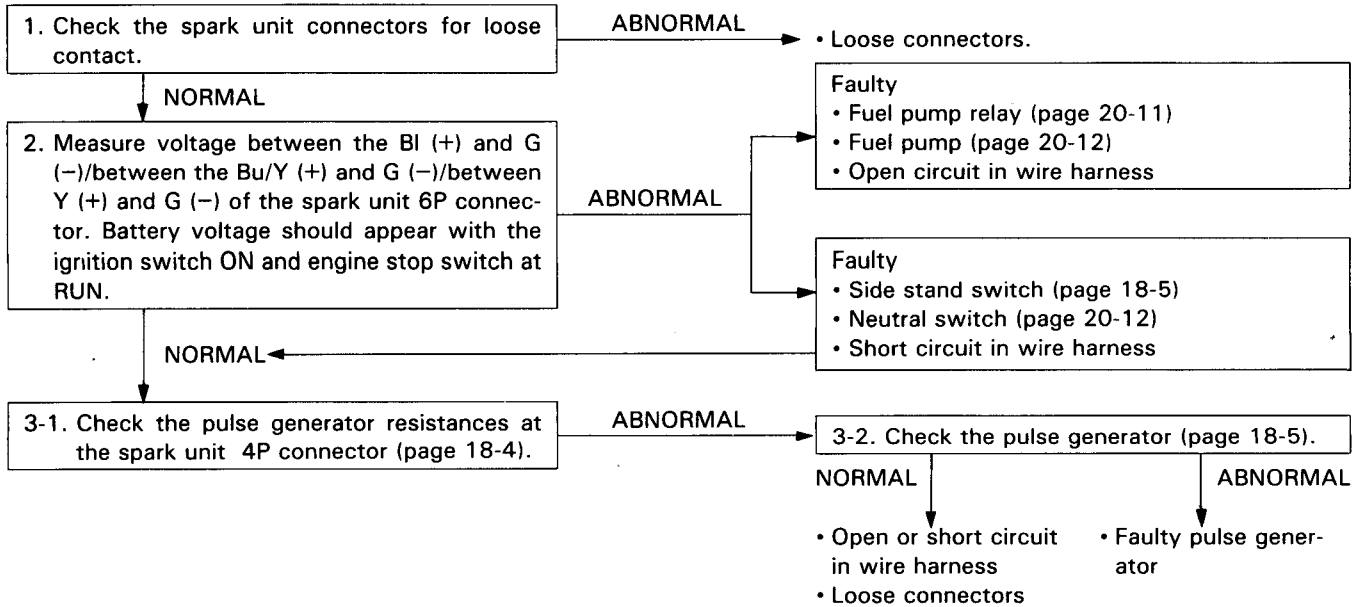 1. Check the spark unit connectors for loose
contact.
ABNORMAL
• Loose connectors.
NORMAL
2. Measure voltage between the Bl (+) and G
(−)/between the Bu/Y (+) and G (−)/between
Y (+) and G (−) of the spark unit 6P connec-
tor. Battery voltage should appear with the
ignition switch ON and engine stop switch at
RUN.
ABNORMAL
Faulty
• Fuel pump relay (page 20-11)
• Fuel pump (page 20-12)
• Open circuit in wire harness
Faulty
• Side stand switch (page 18-5)
• Neutral switch (page 20-12)
• Short circuit in wire harness
NORMAL
3-1. Check the pulse generator resistances at
the spark unit 4P connector (page 18-4).
ABNORMAL
3-2. Check the pulse generator (page 18-5).
NORMAL
ABNORMAL
• Open or short circuit
in wire harness
• Loose connectors
• Faulty pulse gener-
ator